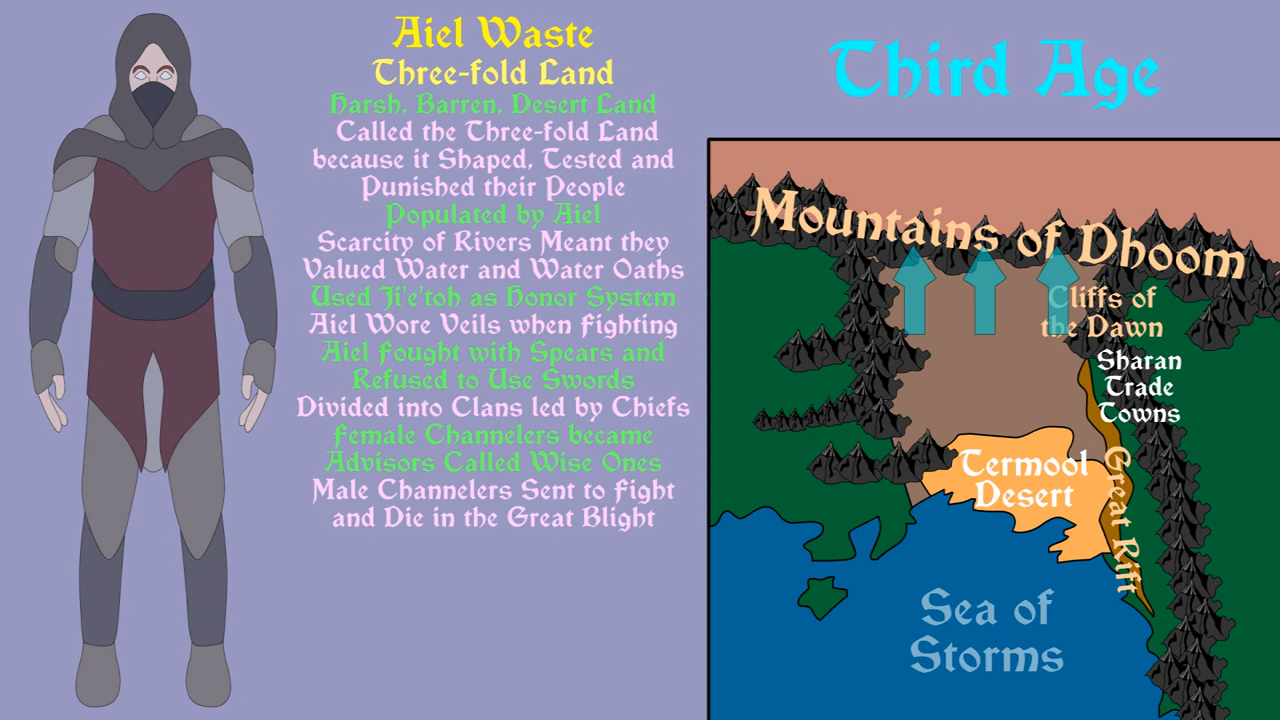 Aiel Waste
Three-fold Land
Harsh, Barren, Desert Land
Called the Three-fold Land
because it Shaped, Tested and
Punished their People
Populated by Aiel
Scarcity of Rivers Meant they
Valued Water and Water Oaths
Used Ji'e'toh as Honor System
Aiel Wore Veils when Fighting
Aiel Fought with Spears and
Refused to Use Swords
Divided into Clans led by Chiefs
Female Channelers became
Advisors Called Wise Ones
Male Channelers Sent to Fight
and Die in the Great Blight
Third Age
Mountains of Dhoom
Cliffs of
the Dawn
Sharan
Trade
Towns
Termool
Desert
Great Rift
Sea of
Storms